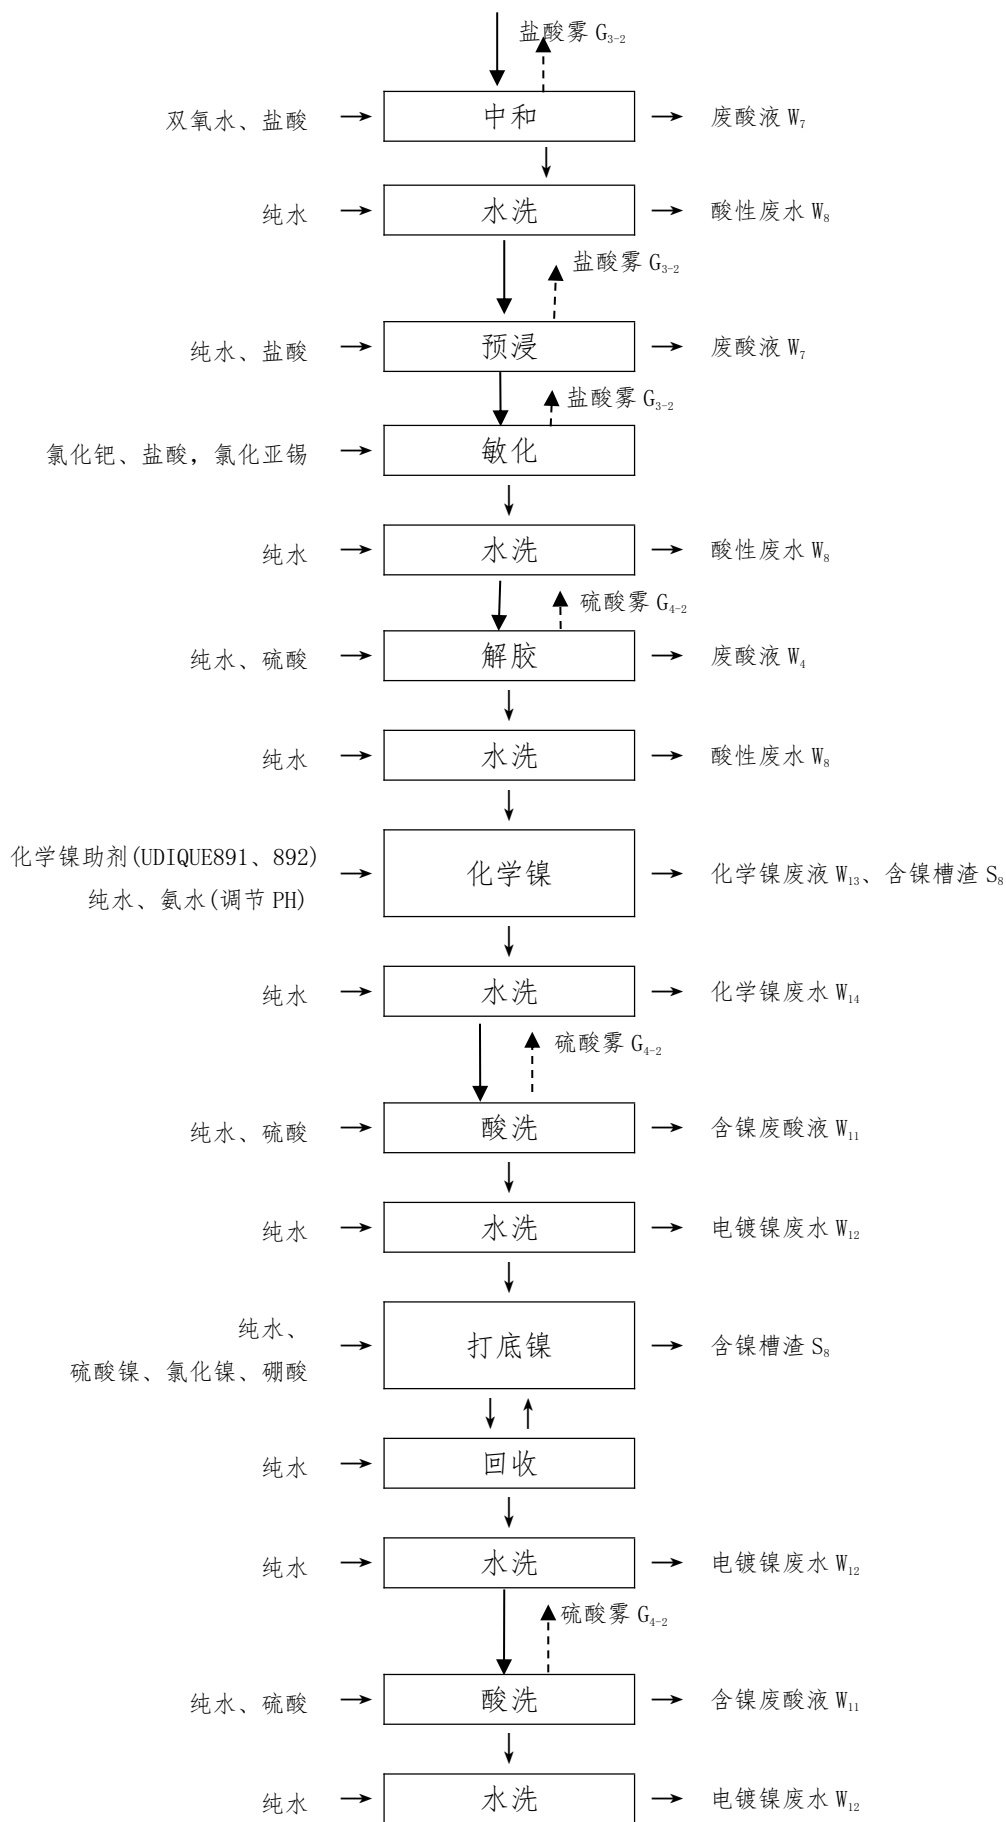 盐酸雾 G3-2
双氧水、盐酸 中和 废酸液 W7
纯水 水洗 酸性废水 W8
盐酸雾 G3-2
纯水、盐酸 预浸 废酸液 W7
盐酸雾 G3-2
氯化钯、盐酸，氯化亚锡 敏化
纯水 水洗 酸性废水 W8
硫酸雾 G4-2
纯水、硫酸 解胶 废酸液 W4
纯水 水洗 酸性废水 W8
化学镍助剂(UDIQUE891、892)
纯水、氨水(调节 PH)
化学镍
化学镍废液 W13、含镍槽渣 S8
纯水 水洗 化学镍废水 W14
硫酸雾 G4-2
纯水、硫酸 酸洗 含镍废酸液 W11
纯水 水洗 电镀镍废水 W12
纯水、
硫酸镍、氯化镍、硼酸
打底镍
含镍槽渣 S8
纯水 回收
纯水 水洗 电镀镍废水 W12
硫酸雾 G4-2
纯水、硫酸 酸洗 含镍废酸液 W11
纯水 水洗 电镀镍废水 W12